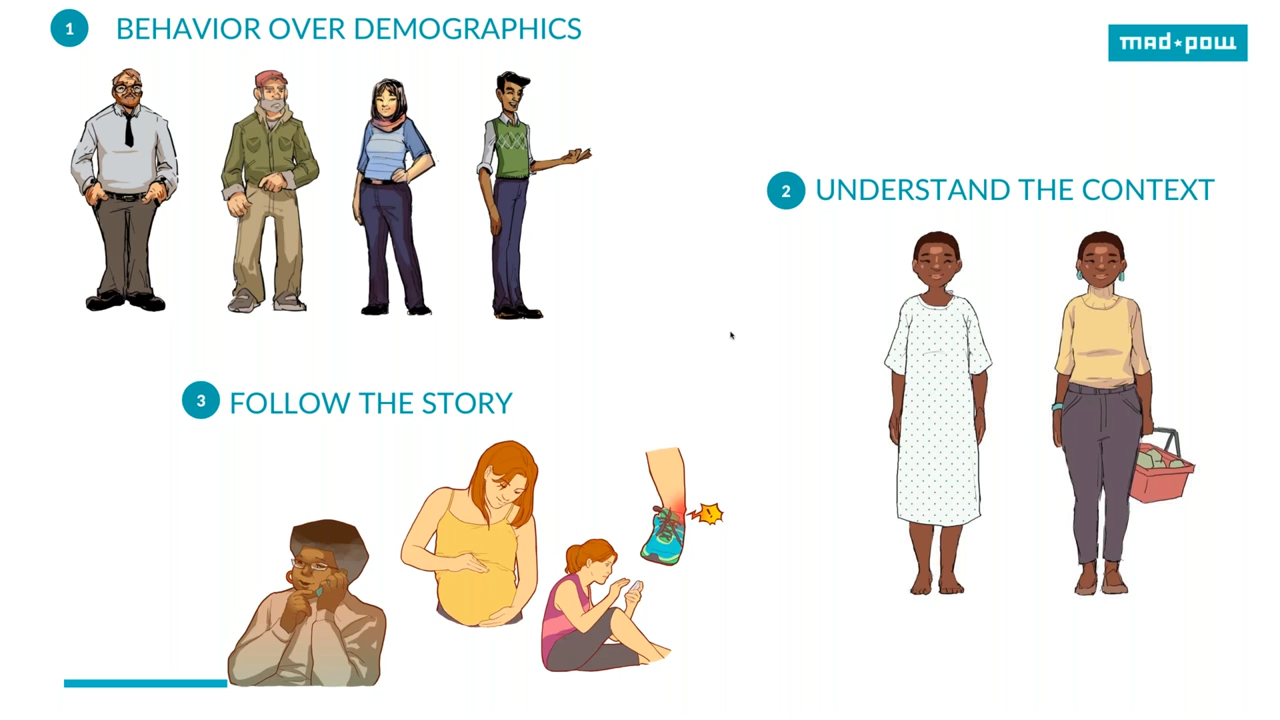 1 BEHAVIOR OVER DEMOGRAPHICS
mad★pow
2 UNDERSTAND THE CONTEXT
3 FOLLOW THE STORY
!